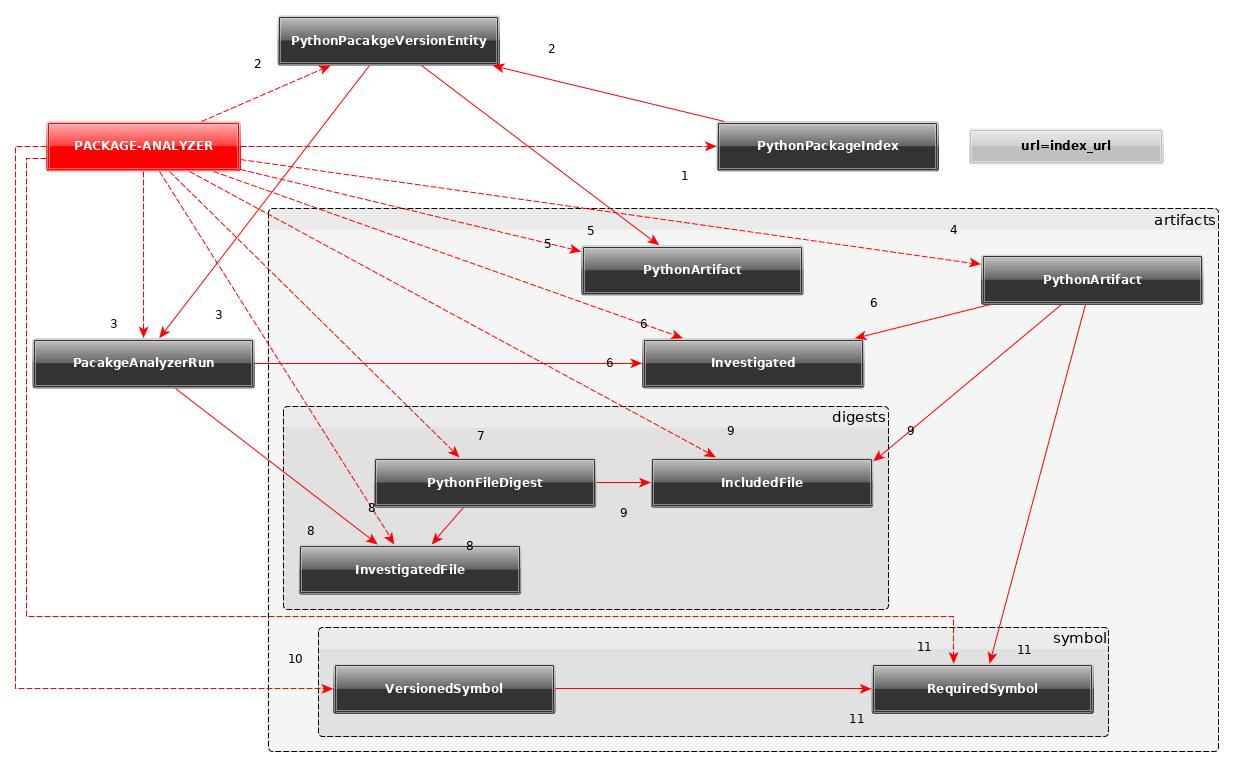 PythonPacakgeVersionEntity
2
2
PACKAGE-ANALYZER
PythonPackageIndex
url=index_url
1
artifacts
5
4
5
PythonArtifact
PythonArtifact
6
3
3
6
PacakgeAnalyzerRun
6
Investigated
digests
7
9
9
PythonFileDigest
IncludedFile
8
9
8
8
InvestigatedFile
symbol
11
11
10
VersionedSymbol
RequiredSymbol
11